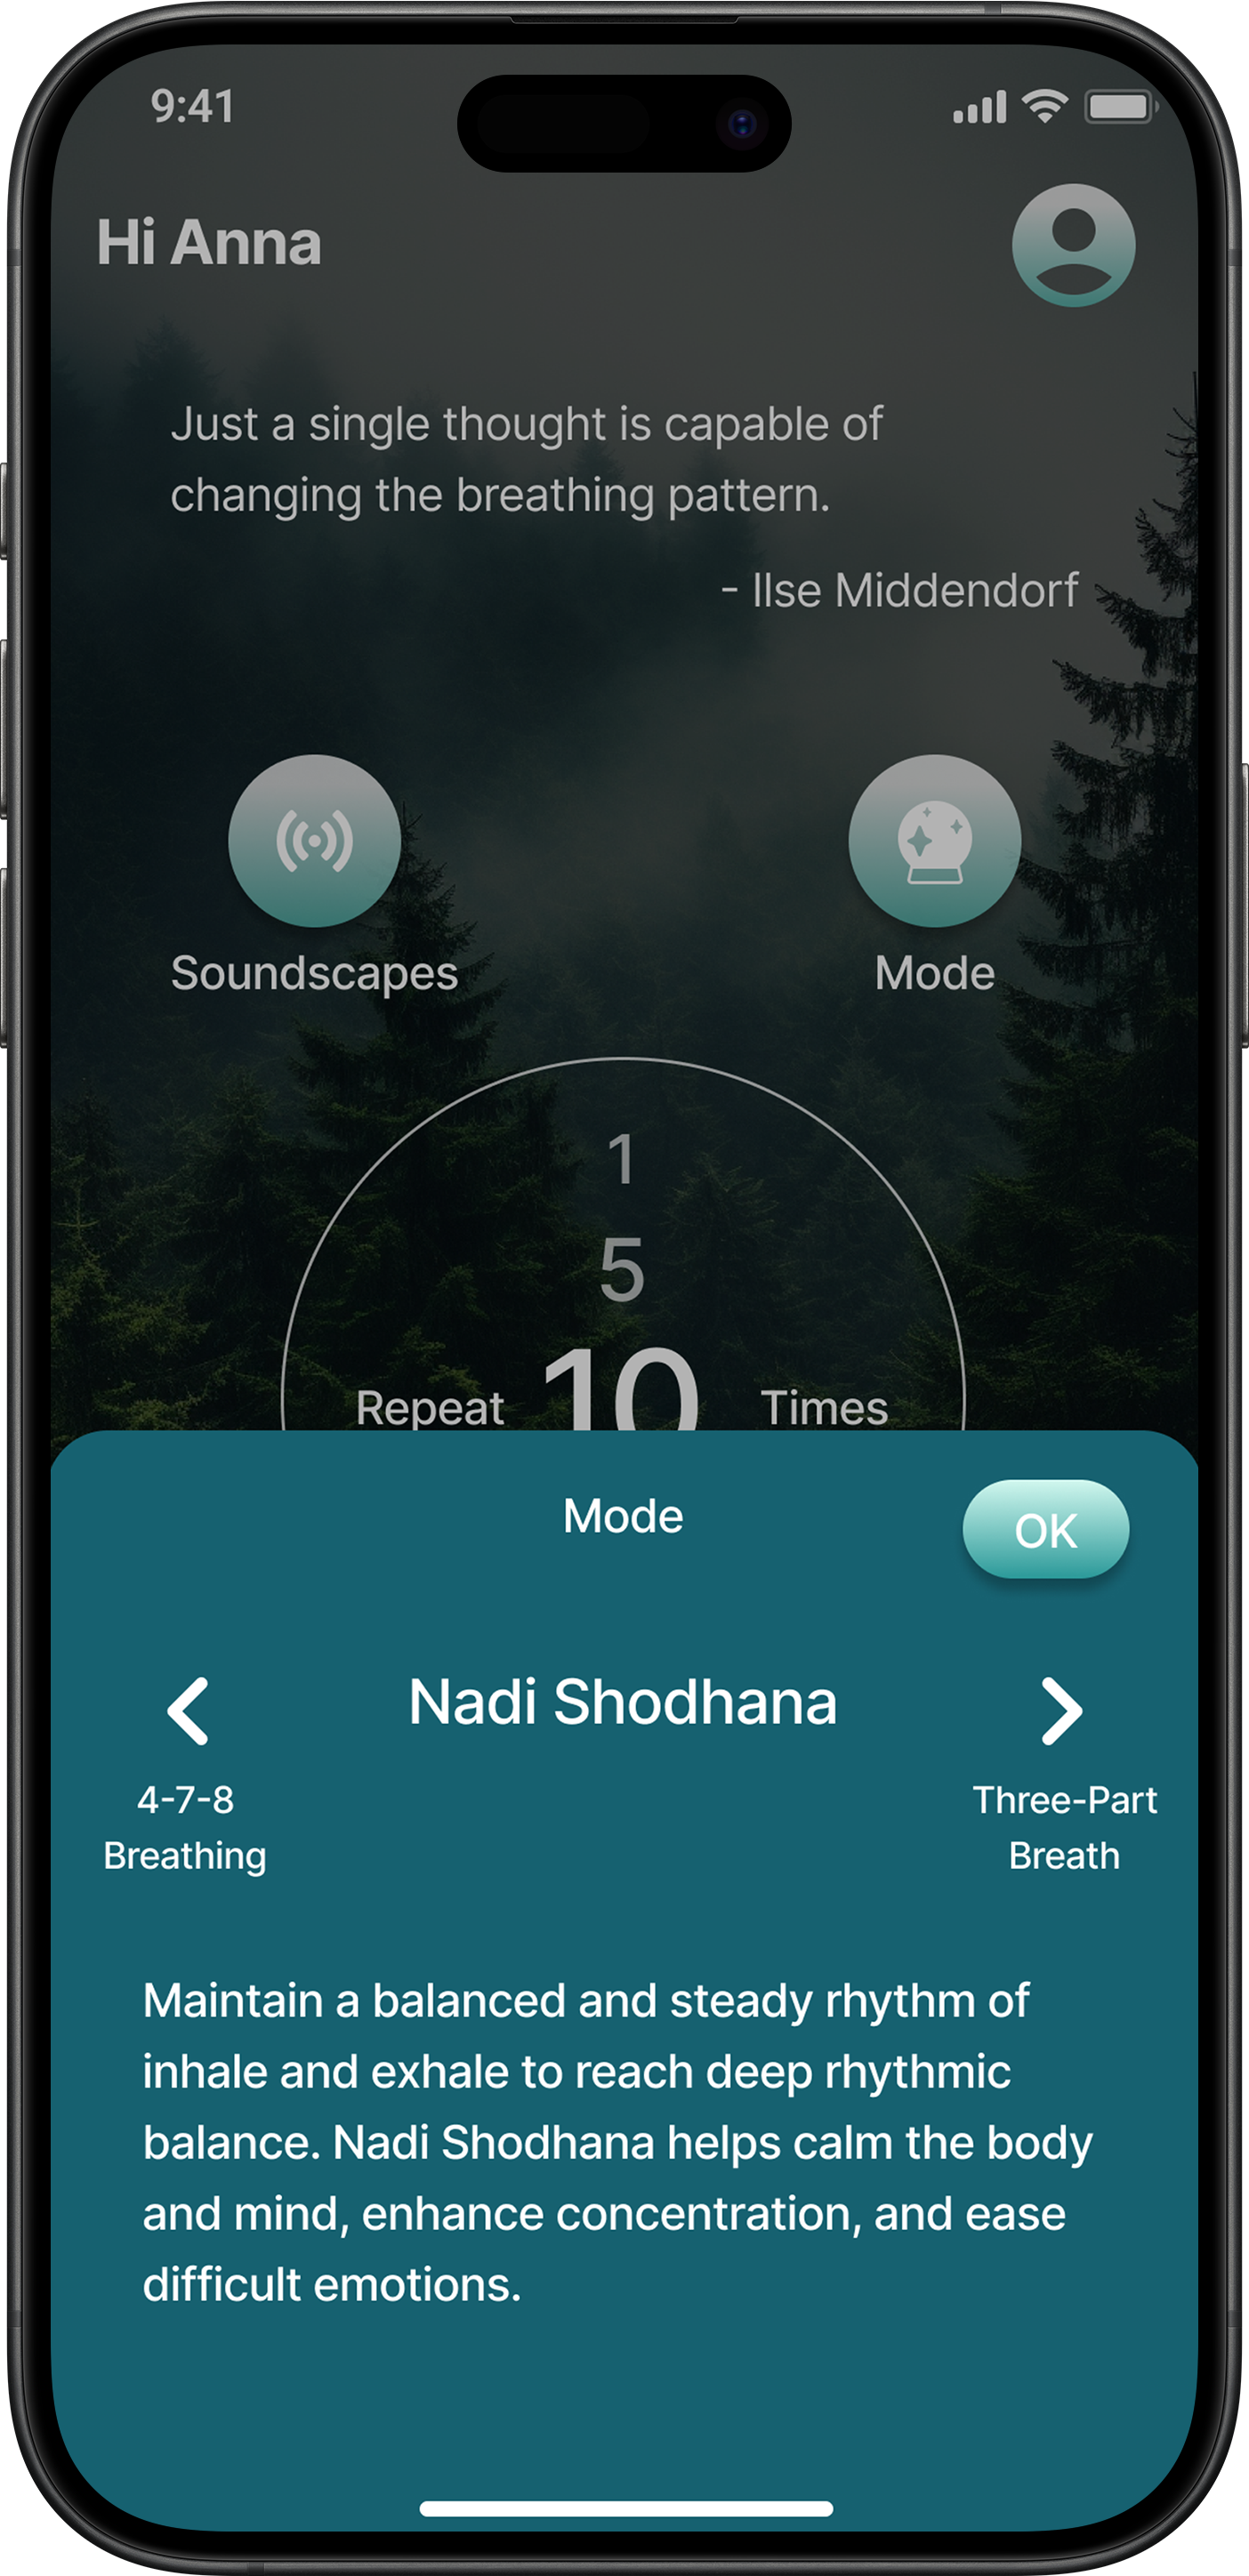 9:41
Hi Anna
Just a single thought is capable of
changing the breathing pattern.
- Ilse Middendorf
Soundscapes
Mode
1
5
Repeat 10 Times
Mode
OK
Nadi Shodhana
4-7-8
Breathing
Three-Part
Breath
Maintain a balanced and steady rhythm of
inhale and exhale to reach deep rhythmic
balance. Nadi Shodhana helps calm the body
and mind, enhance concentration, and ease
difficult emotions.